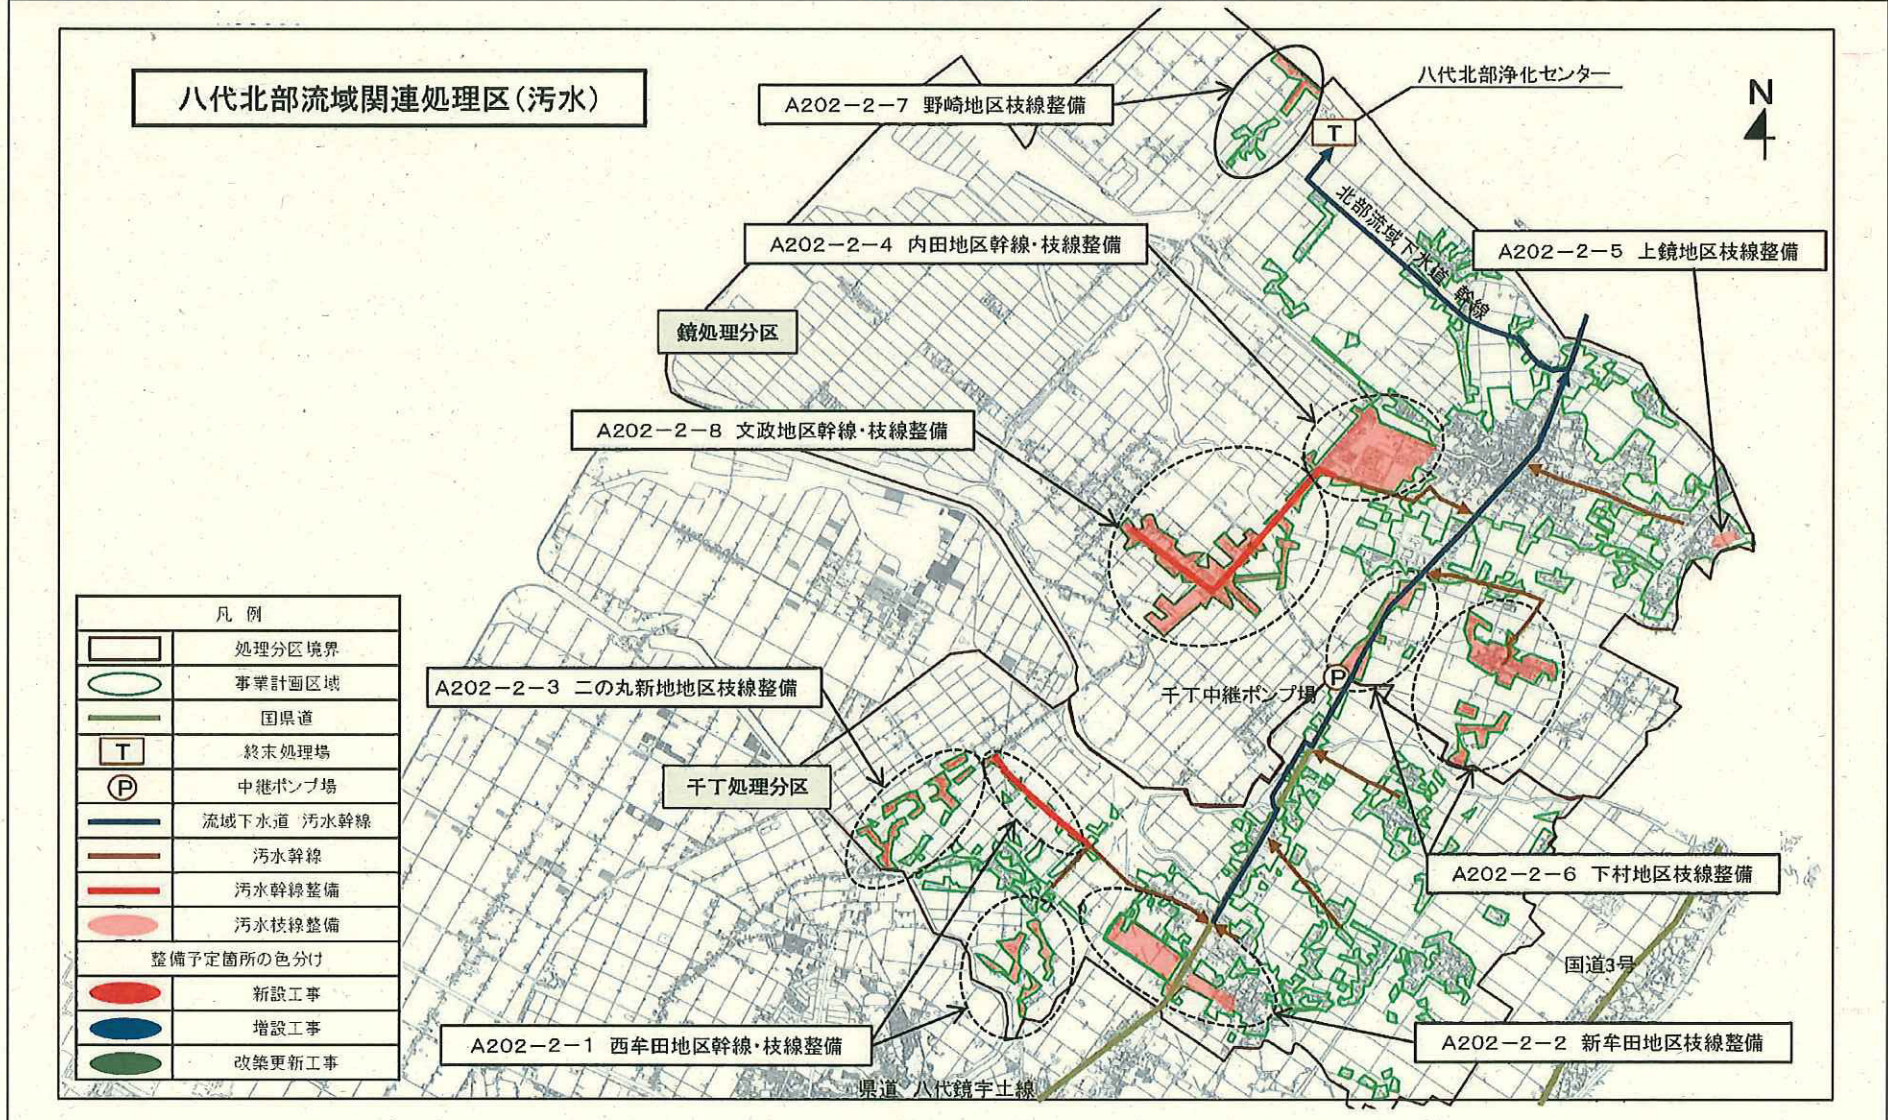 八代北部流域関連処理区(汚水)
A202-2-7 野崎地区枝線整備
八代北部浄化センター
N
T
北部流域下水道 幹線
A202-2-4 内田地区幹線・枝線整備
A202-2-5 上鏡地区枝線整備
鏡処理分区
A202-2-8 文政地区幹線・枝線整備
A202-2-3 二の丸新地地区枝線整備
P
千丁中継ポンプ場
千丁処理分区
A202-2-6 下村地区枝線整備
国道3号
A202-2-1 西牟田地区幹線・枝線整備
A202-2-2 新牟田地区枝線整備
県道 八代鏡宇土線
凡例
処理分区境界
事業計画区域
国県道
T 終末処理場
P 中継ポンプ場
流域下水道 汚水幹線
汚水幹線
汚水幹線整備
汚水枝線整備
整備予定箇所の色分け
新設工事
増設工事
改築更新工事